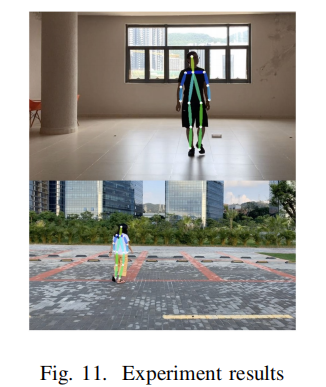 Fig. 11. Experiment results